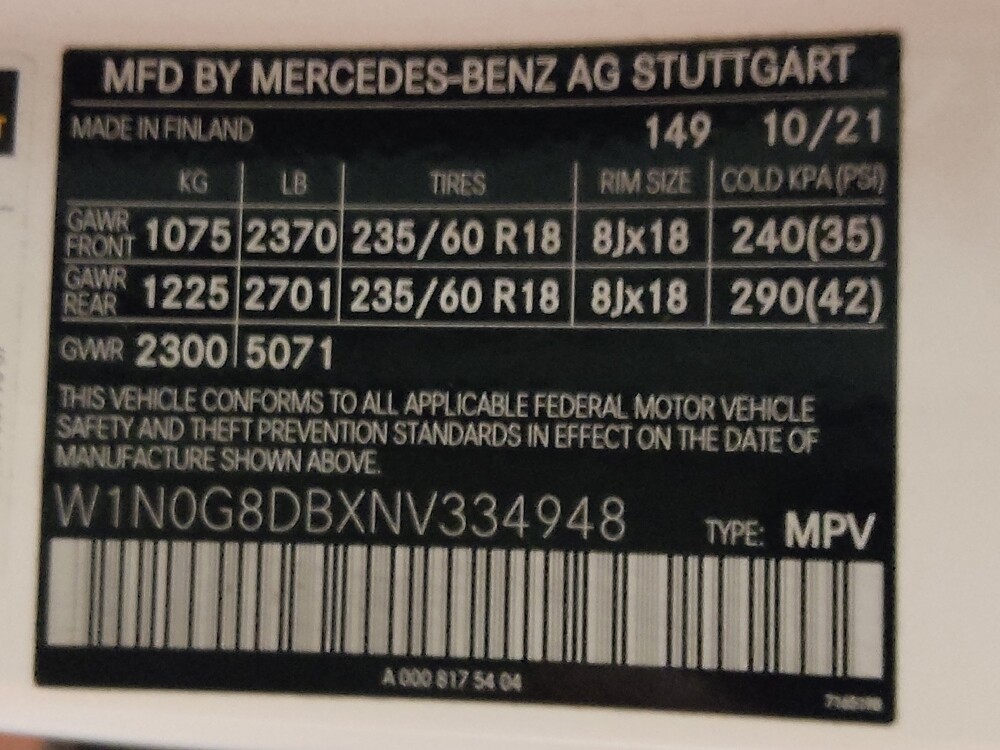 MFD BY MERCEDES-BENZ AG STUTTGART
MADE IN FINLAND 149 10/21
KG LB TIRES RIM SIZE COLD KPA (PSI)
GAWR FRONT 1075 2370 235/60 R18 8Jx18 240(35)
GAWR REAR 1225 2701 235/60 R18 8Jx18 290(42)
GVWR 2300 5071
THIS VEHICLE CONFORMS TO ALL APPLICABLE FEDERAL MOTOR VEHICLE
SAFETY AND THEFT PREVENTION STANDARDS IN EFFECT ON THE DATE OF
MANUFACTURE SHOWN ABOVE.
W1N0G8DBXNV334948 TYPE: MPV
A 000 817 54 04